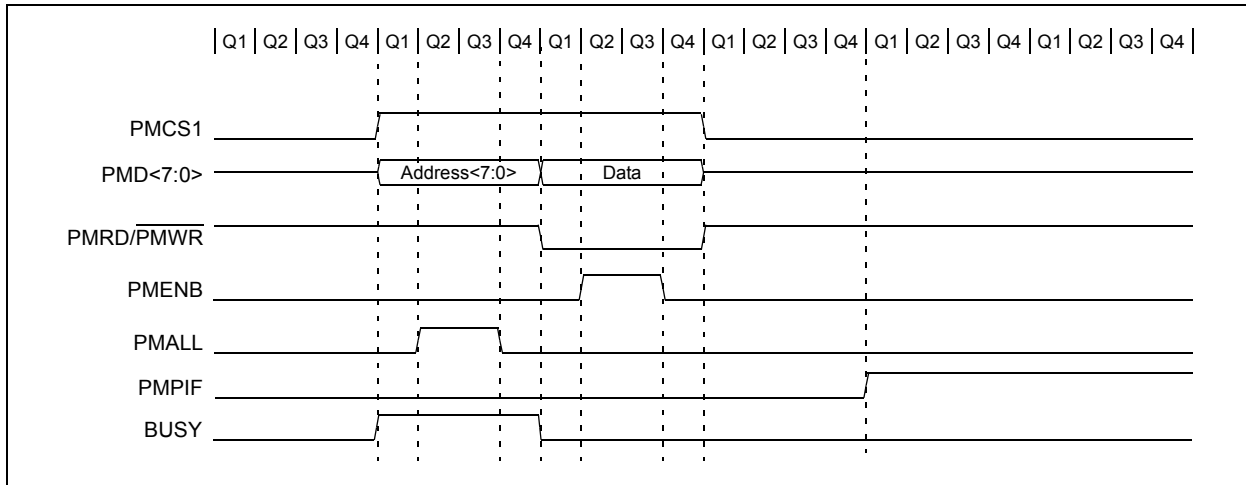 Q1 Q2 Q3 Q4 Q1 Q2 Q3 Q4 Q1 Q2 Q3 Q4 Q1 Q2 Q3 Q4 Q1 Q2 Q3 Q4 Q1 Q2 Q3 Q4
PMCS1
PMD<7:0> Address<7:0> Data
PMRD/PMWR
PMENB
PMALL
PMPIF
BUSY